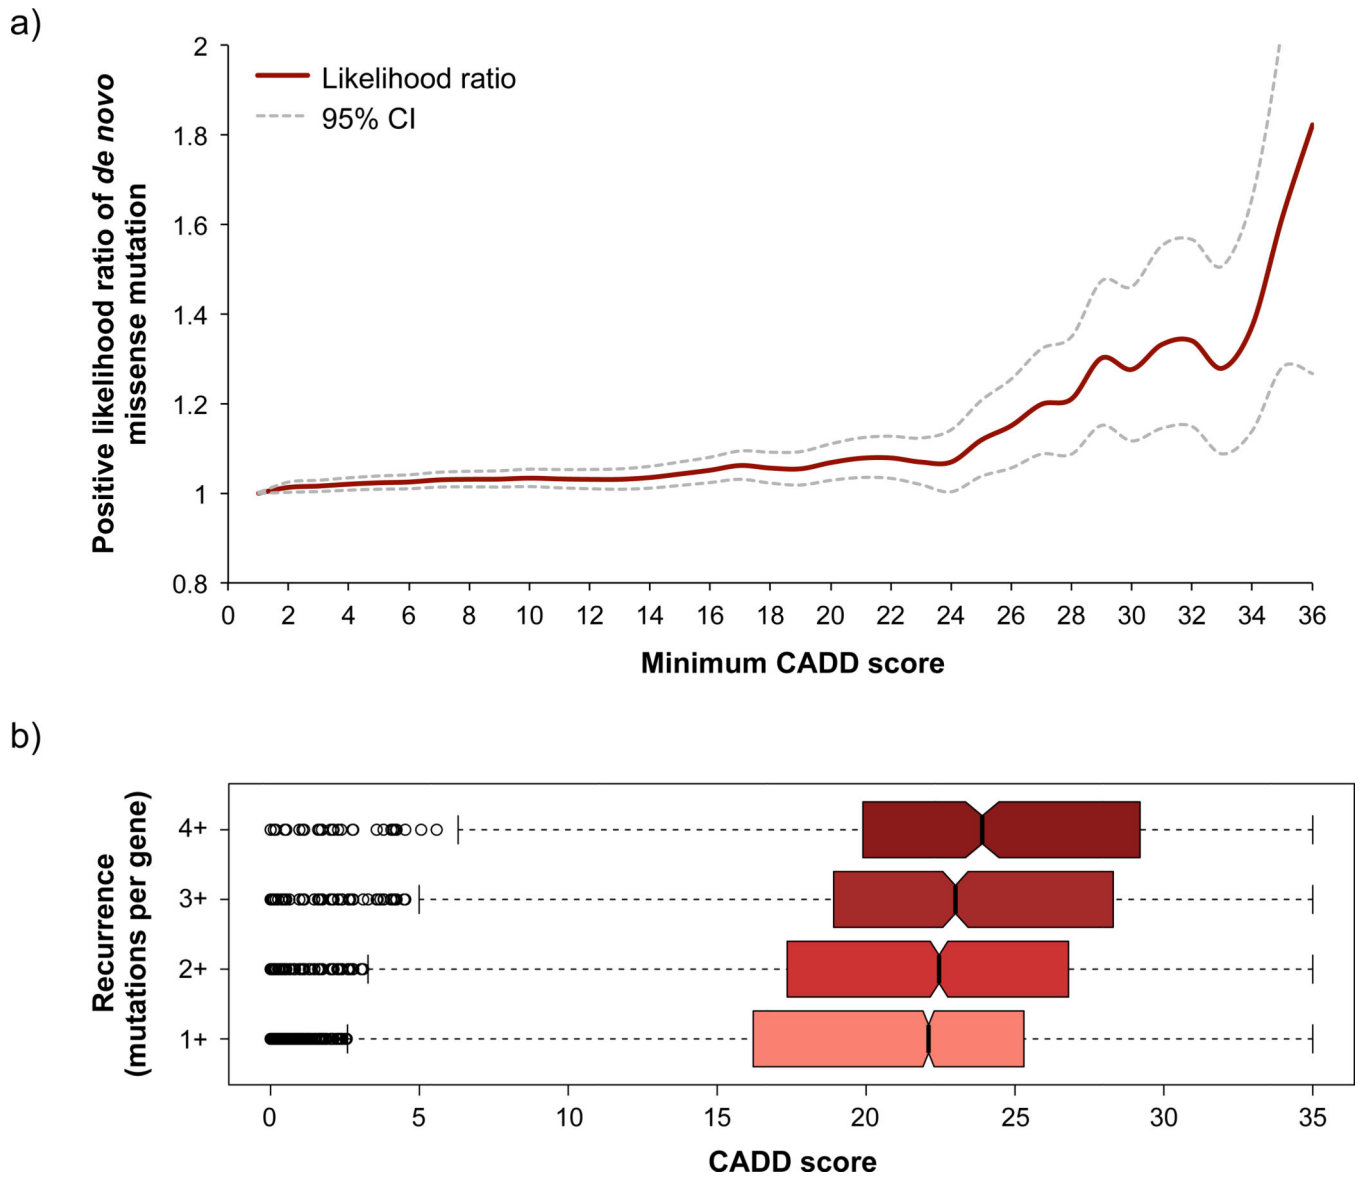 a)
Positive likelihood ratio of de novo
missense mutation
2
1.8
1.6
1.4
1.2
1
0.8
Likelihood ratio
95% CI
0 2 4 6 8 10 12 14 16 18 20 22 24 26 28 30 32 34 36
Minimum CADD score
b)
Recurrence
(mutations per gene)
4+
3+
2+
1+
0 5 10 15 20 25 30 35
CADD score